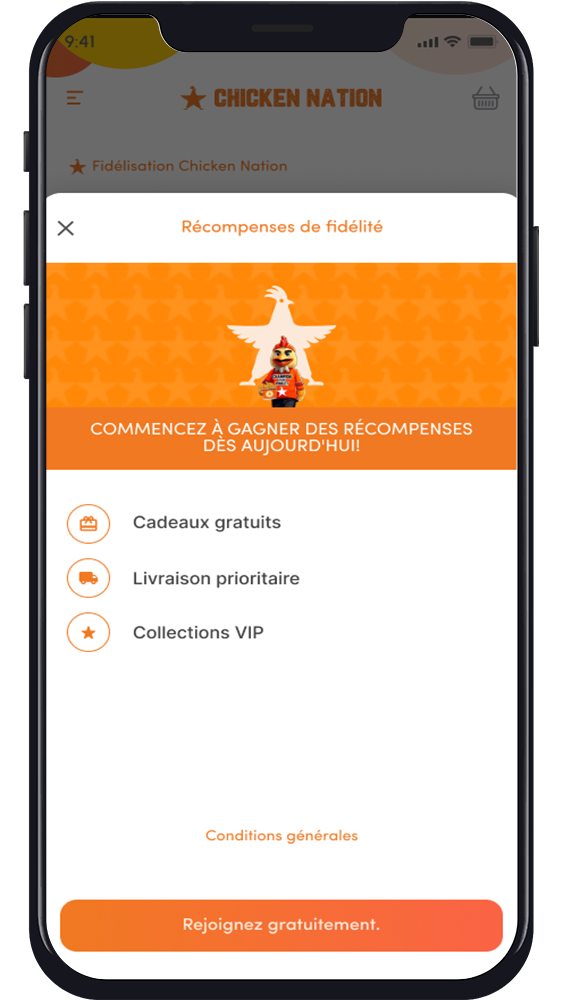 9:41
CHICKEN NATION
Fidélisation Chicken Nation
Récompenses de fidélité
COMMENCEZ À GAGNER DES RÉCOMPENSES
DÈS AUJOURD'HUI!
Cadeaux gratuits
Livraison prioritaire
Collections VIP
Conditions générales
Rejoignez gratuitement.